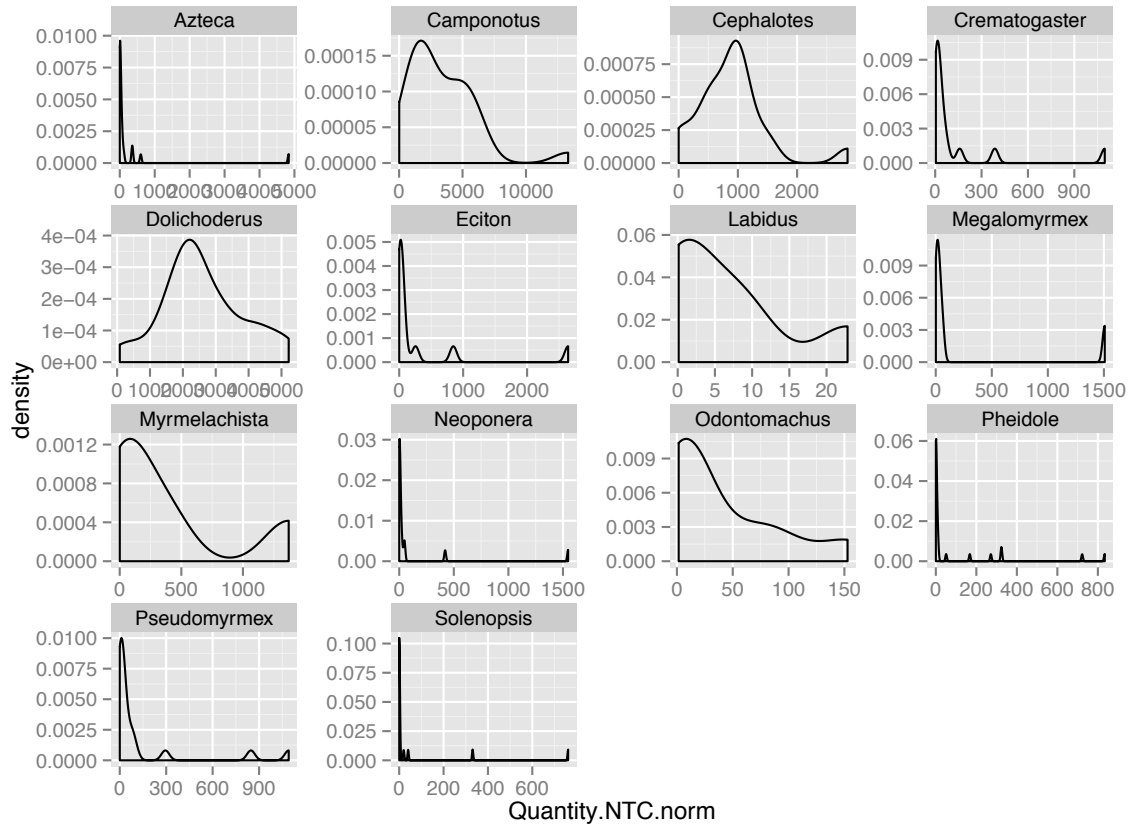 Azteca Camponotus Cephalotes Crematogaster
0.0100 0.00015 0.00075 0.009
0.0075 0.00010 0.00050 0.006
0.0050 0.00005 0.00025 0.003
0.0025 0.00000 0.00000 0.000
0.0000
0 1000 2000 3000 4000 5000 0 5000 10000 0 1000 2000 0 300 600 900
Dolichoderus Eciton Labidus Megalomyrmex
4e−04 0.005 0.06 0.009
3e−04 0.004 0.04 0.006
2e−04 0.003 0.02 0.003
1e−04 0.002 0.00 0.000
0e+00 0.001
0.000
0 1000 2000 3000 4000 5000 0 1000 2000 0 5 10 15 20 0 500 1000 1500
density
Myrmelachista Neoponera Odontomachus Pheidole
0.0012 0.03 0.009 0.06
0.0008 0.02 0.006 0.04
0.0004 0.01 0.003 0.02
0.0000 0.00 0.000 0.00
0 500 1000 0 500 1000 1500 0 50 100 150 0 200 400 600 800
Pseudomyrmex Solenopsis
0.0100 0.100
0.0075 0.075
0.0050 0.050
0.0025 0.025
0.0000 0.000
0 300 600 900 0 200 400 600
Quantity.NTC.norm